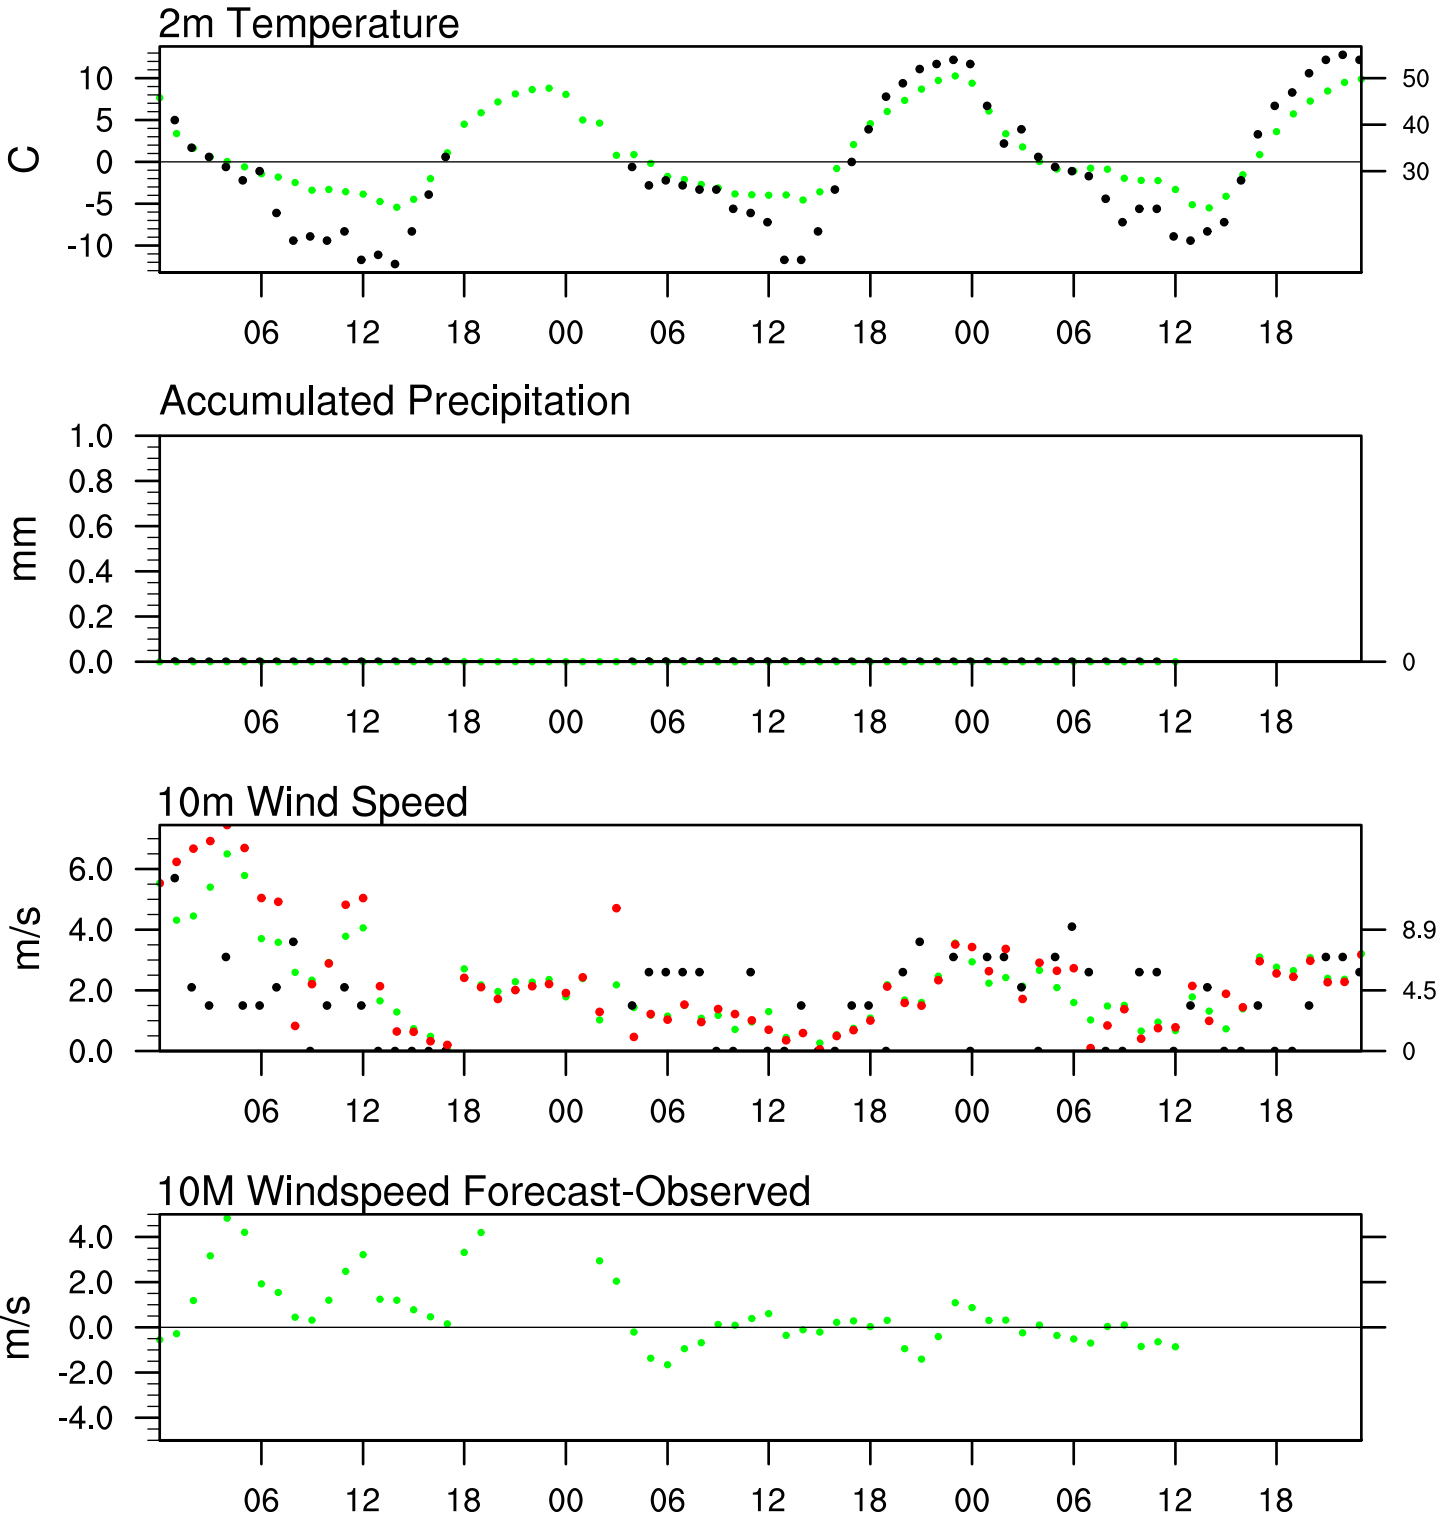 2m Temperature
10
5
0
-5
-10
C
50
40
30
06 12 18 00 06 12 18 00 06 12 18
Accumulated Precipitation
1.0
0.8
0.6
0.4
0.2
0.0
mm
0
06 12 18 00 06 12 18 00 06 12 18
10m Wind Speed
6.0
4.0
2.0
0.0
m/s
8.9
4.5
0
06 12 18 00 06 12 18 00 06 12 18
10M Windspeed Forecast-Observed
4.0
2.0
0.0
-2.0
-4.0
m/s
06 12 18 00 06 12 18 00 06 12 18